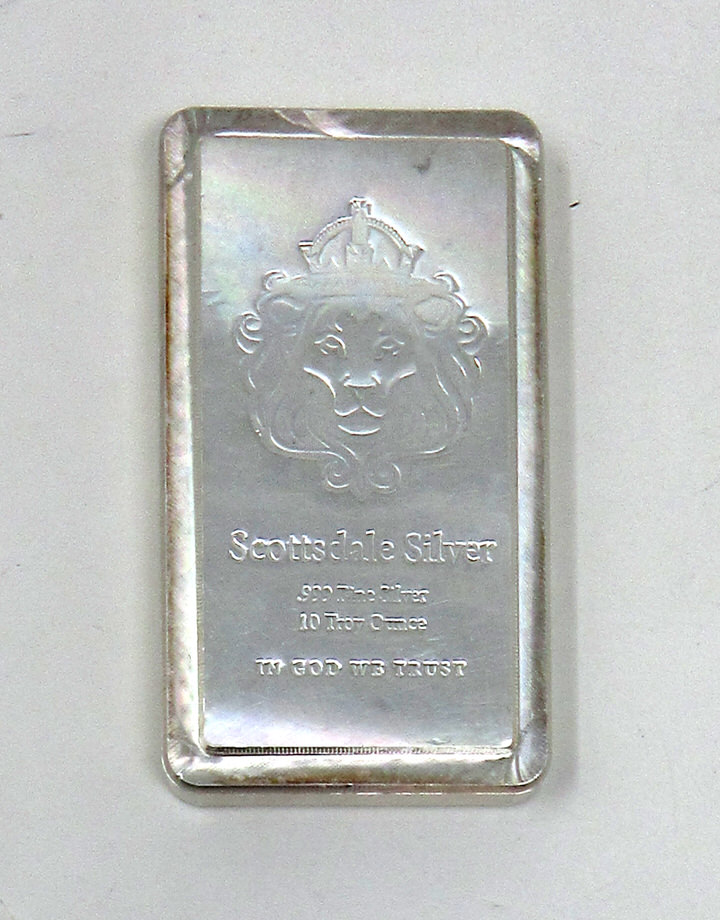 Scottsdale Silver
.999 Fine Silver
10 Troy Ounce
IN GOD WE TRUST